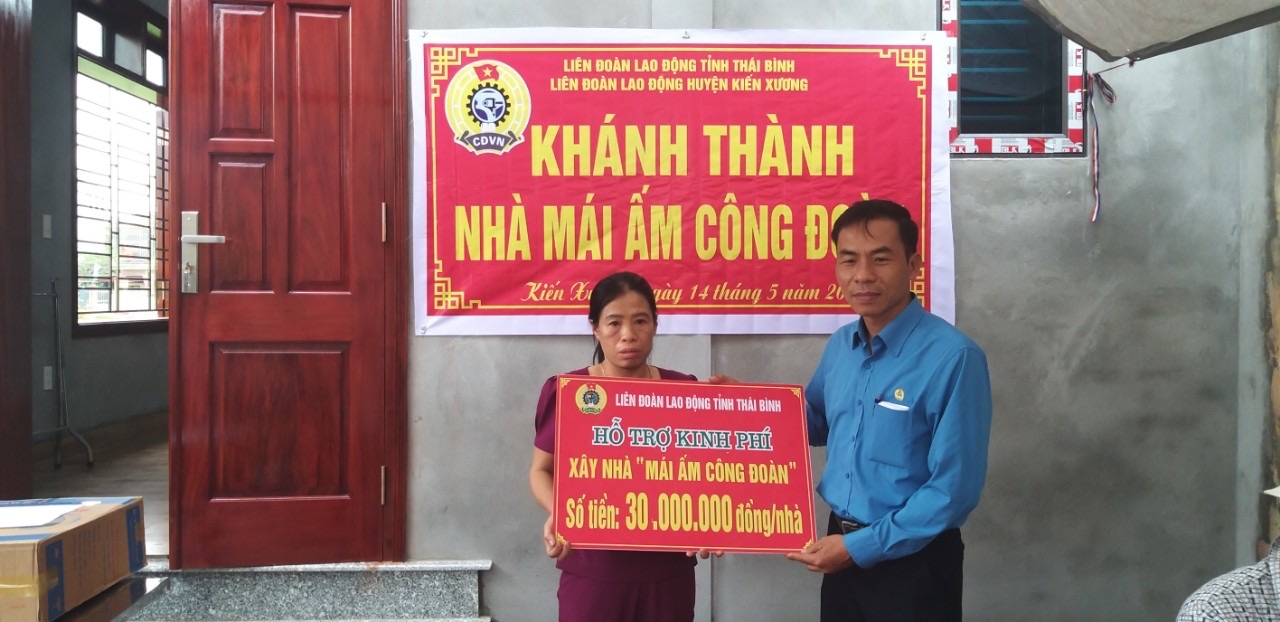 LIÊN ĐOÀN LAO ĐỘNG TỈNH THÁI BÌNH
LIÊN ĐOÀN LAO ĐỘNG HUYỆN KIẾN XƯƠNG
CĐVN
KHÁNH THÀNH
NHÀ MÁI ẤM CÔNG ĐOÀN
Kiến ngày 14 tháng 5 năm
LIÊN ĐOÀN LAO ĐỘNG TỈNH THÁI BÌNH
HỖ TRỢ KINH PHÍ
XÂY NHÀ "MÁI ẤM CÔNG ĐOÀN"
Số tiền: 30.000.000 đồng/nhà